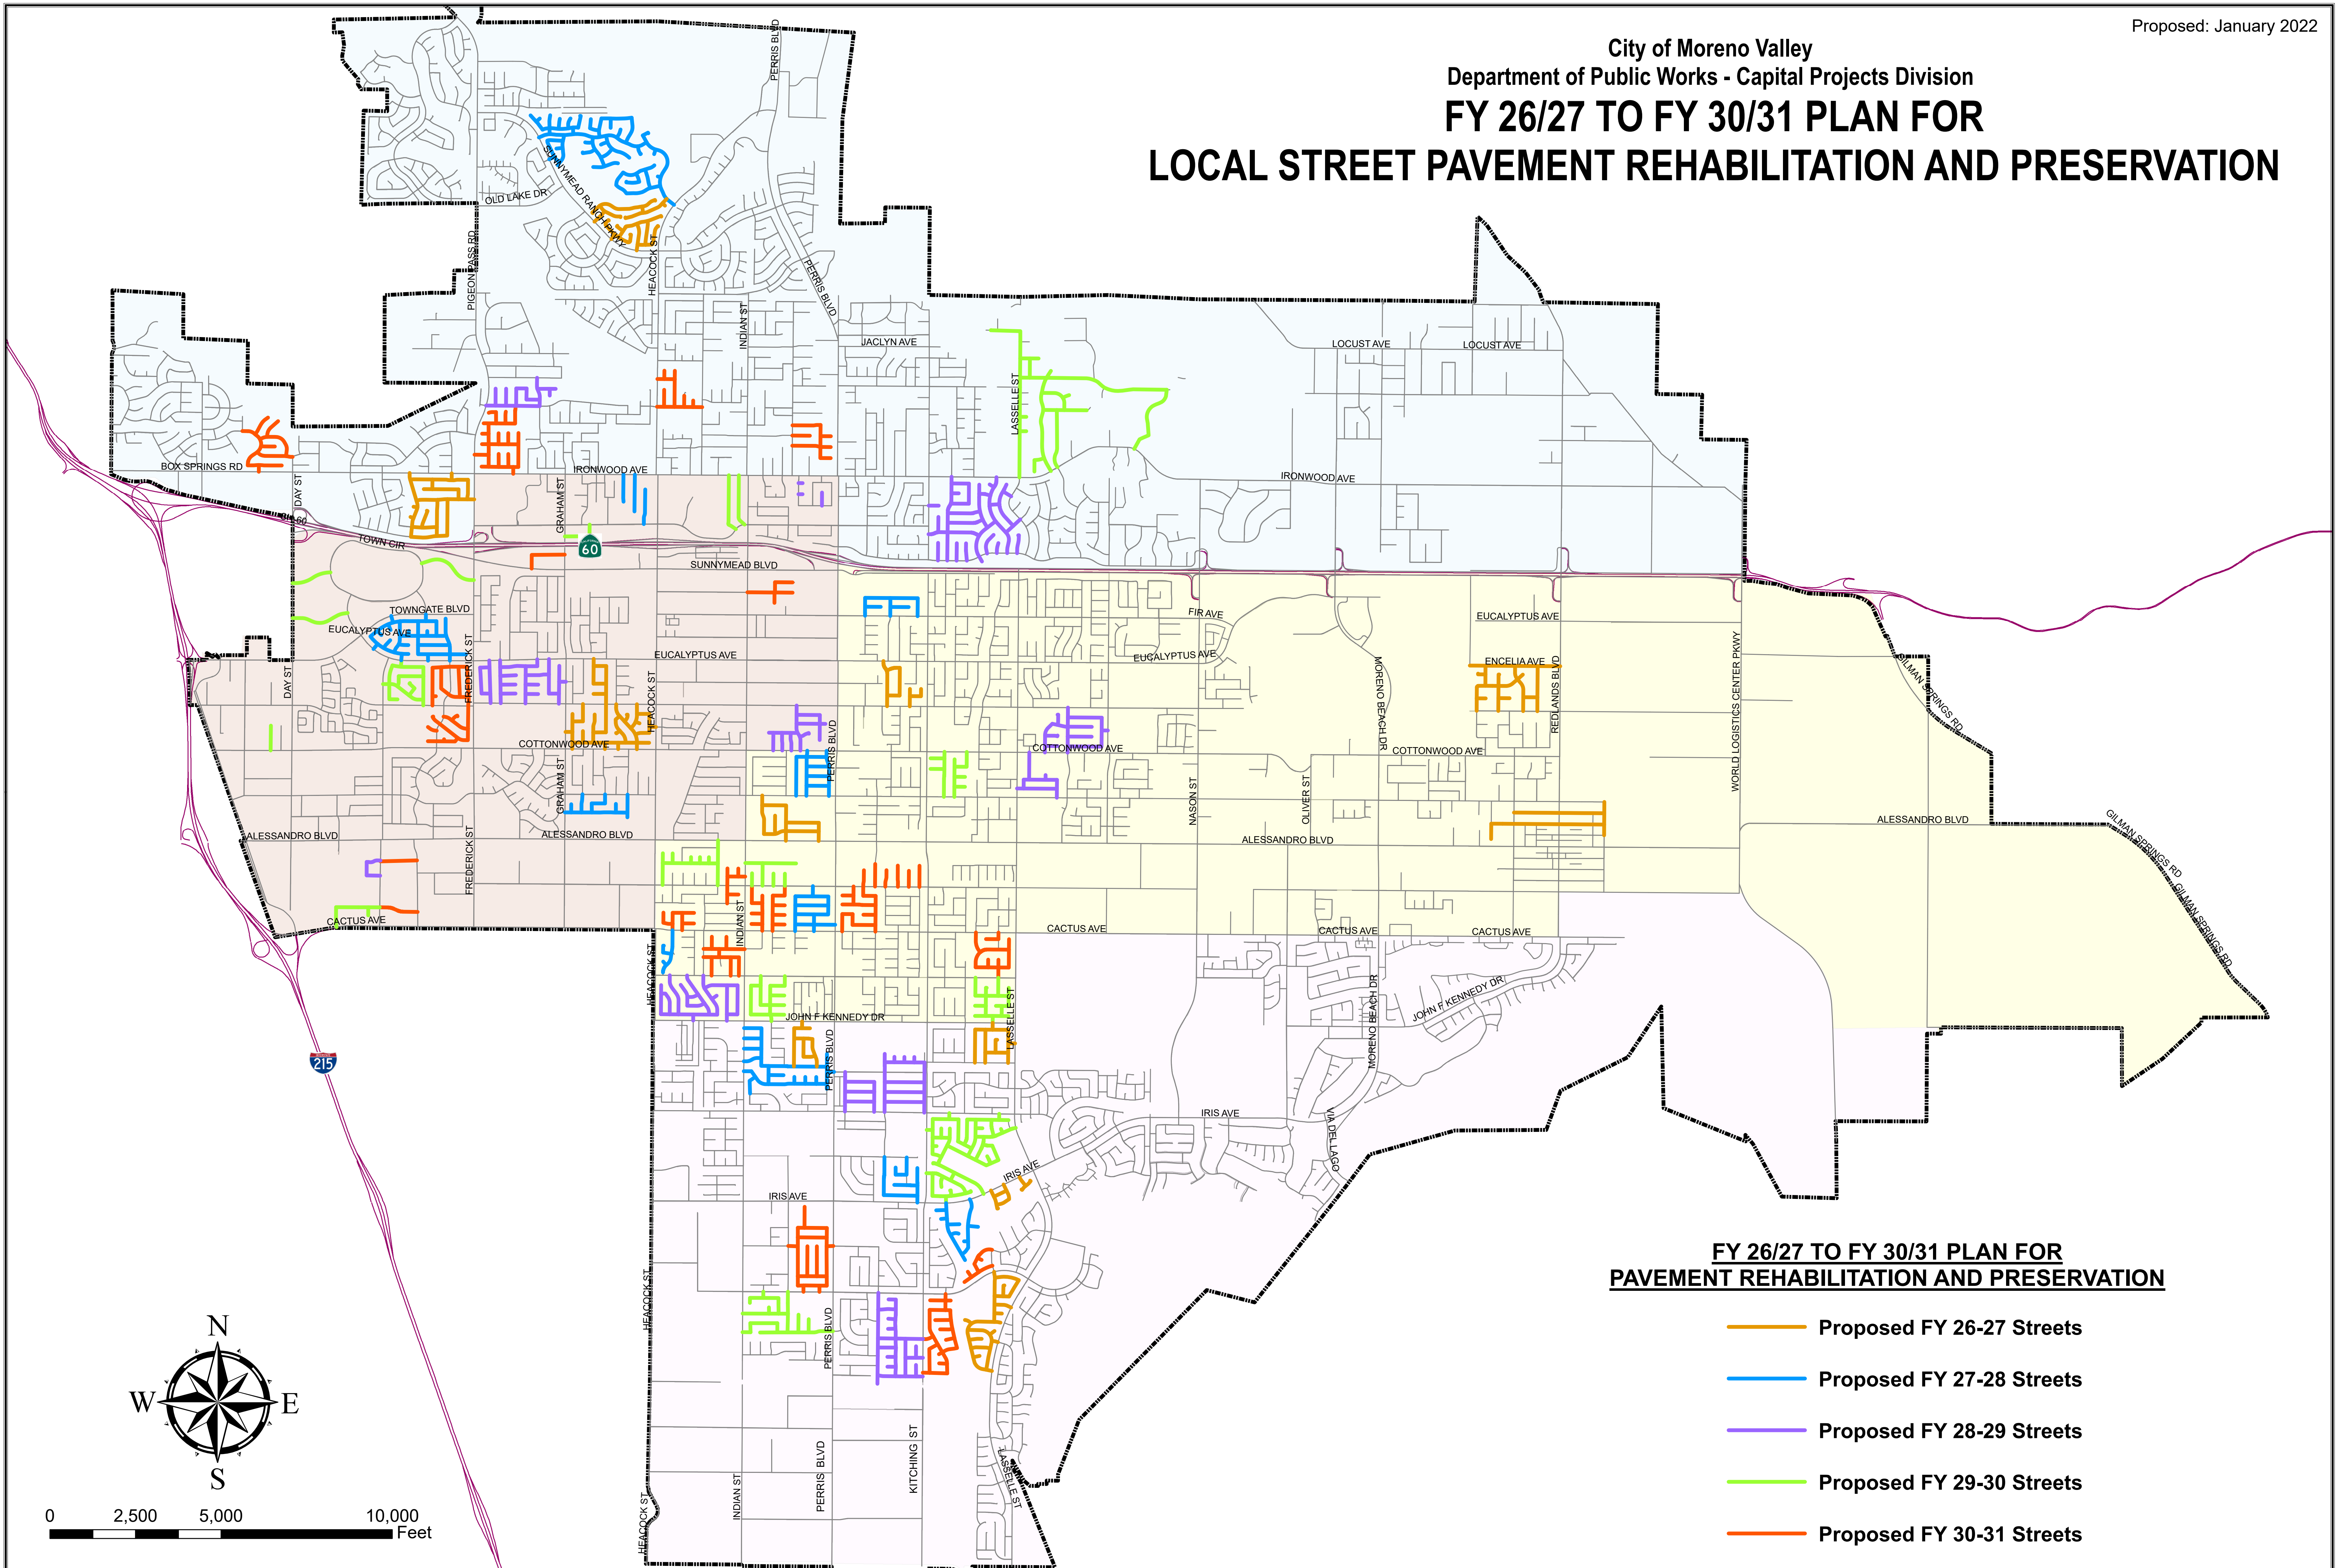 Proposed: January 2022
City of Moreno Valley
Department of Public Works - Capital Projects Division
FY 26/27 TO FY 30/31 PLAN FOR
LOCAL STREET PAVEMENT REHABILITATION AND PRESERVATION
PERRIS BLVD
SUNNYMEAD RANCH PKWY
OLD LAKE DR
PIGEON PASS RD
HEACOCK ST
PERRIS BLVD
INDIAN ST
JACLYN AVE
LASSELLE ST
LOCUST AVE
LOCUST AVE
BOX SPRINGS RD
DAY ST
IRONWOOD AVE
GRAHAM ST
IRONWOOD AVE
60
TOWN CIR
CALIFORNIA
60
SUNNYMEAD BLVD
TOWNGATE BLVD
EUCALYPTUS AVE
FREDERICK ST
EUCALYPTUS AVE
HEACOCK ST
DAY ST
FIR AVE
EUCALYPTUS AVE
EUCALYPTUS AVE
ENCELIA AVE
MORENO BEACH DR
REDLANDS BLVD
WORLD LOGISTICS CENTER PKWY
GILMAN SPRINGS RD
COTTONWOOD AVE
PERRIS BLVD
COTTONWOOD AVE
COTTONWOOD AVE
GRAHAM ST
NASON ST
OLIVER ST
ALESSANDRO BLVD
FREDERICK ST
ALESSANDRO BLVD
ALESSANDRO BLVD
ALESSANDRO BLVD
GILMAN SPRINGS RD
GILMAN SPRINGS RD
CACTUS AVE
INDIAN ST
CACTUS AVE
CACTUS AVE
CACTUS AVE
HEACOCK ST
JOHN F KENNEDY DR
LASSELLE ST
MORENO BEACH DR
JOHN F KENNEDY DR
PERRIS BLVD
INTERSTATE
215
IRIS AVE
VIA DEL LAGO
IRIS AVE
IRIS AVE
HEACOCK ST
PERRIS BLVD
KITCHING ST
PERRIS BLVD
INDIAN ST
LASSELLE ST
HEACOCK ST
FY 26/27 TO FY 30/31 PLAN FOR
PAVEMENT REHABILITATION AND PRESERVATION
Proposed FY 26-27 Streets
Proposed FY 27-28 Streets
Proposed FY 28-29 Streets
Proposed FY 29-30 Streets
Proposed FY 30-31 Streets
N
W E
S
0 2,500 5,000 10,000
Feet